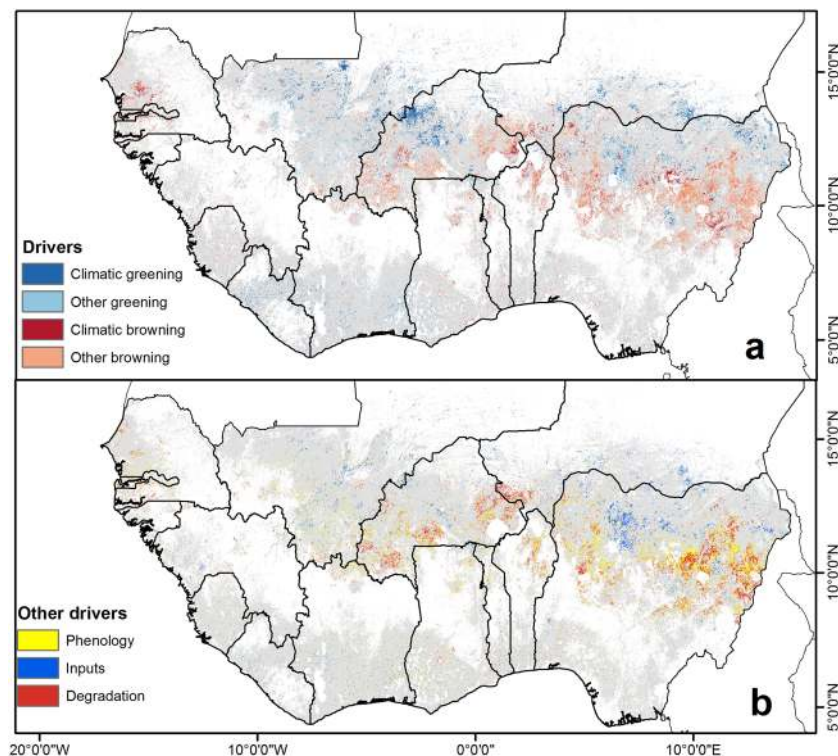 15°0'0"N
10°0'0"N
5°0'0"N
Drivers
Climatic greening
Other greening
Climatic browning
Other browning
a
15°0'0"N
10°0'0"N
5°0'0"N
Other drivers
Phenology
Inputs
Degradation
b
20°0'0"W
10°0'0"W
0°0'0"
10°0'0"E